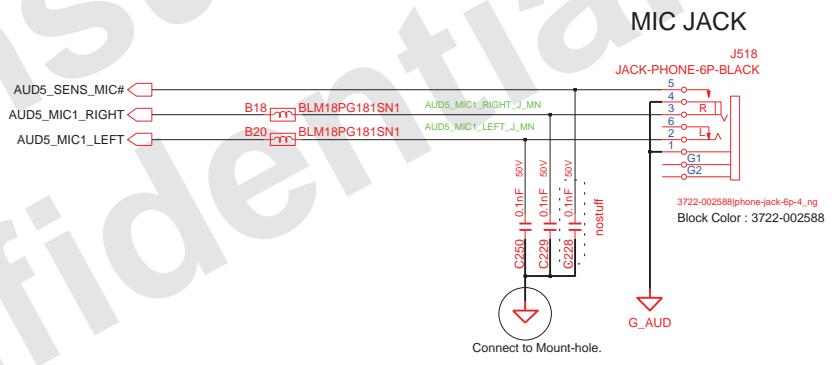 MIC JACK
J518
JACK-PHONE-6P-BLACK
AUD5_SENS_MIC#
5
4
AUD5_MIC1_RIGHT
B18
BLM18PG181SN1
AUD5_MIC1_RIGHT_J_MN
3
R
6
AUD5_MIC1_LEFT
B20
BLM18PG181SN1
AUD5_MIC1_LEFT_J_MN
2
L
1
G1
G2
50V
50V
50V
0.1nF
0.1nF
0.1nF
C250
C229
C228
nostuff
3722-002588|phone-jack-6p-4_ng
Block Color : 3722-002588
G_AUD
Connect to Mount-hole.
fidential